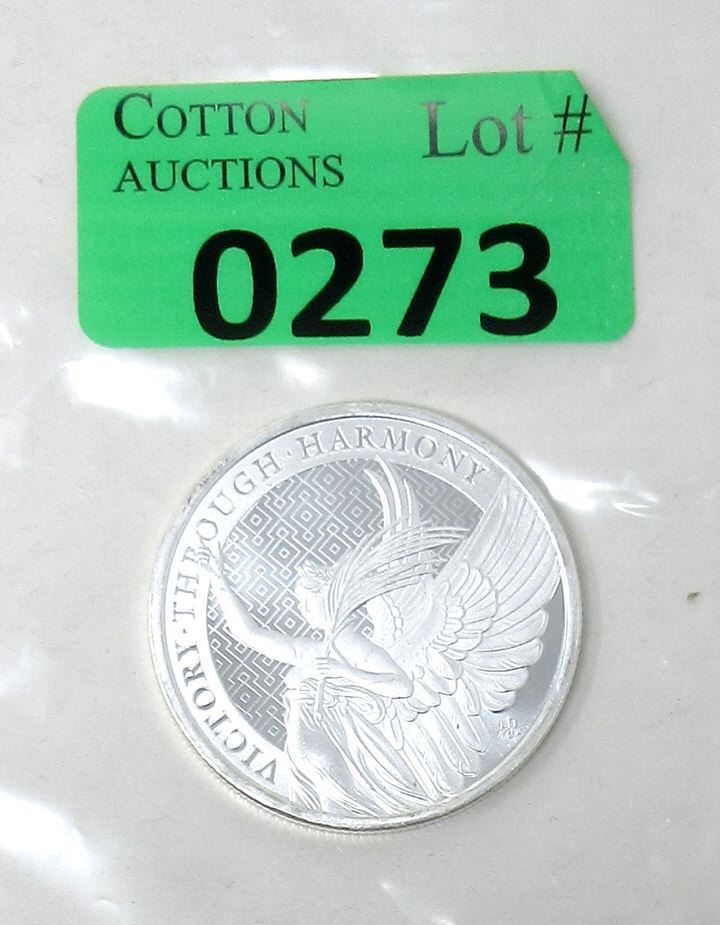 COTTON
AUCTIONS
Lot #
0273
VICTORY · THROUGH · HARMONY